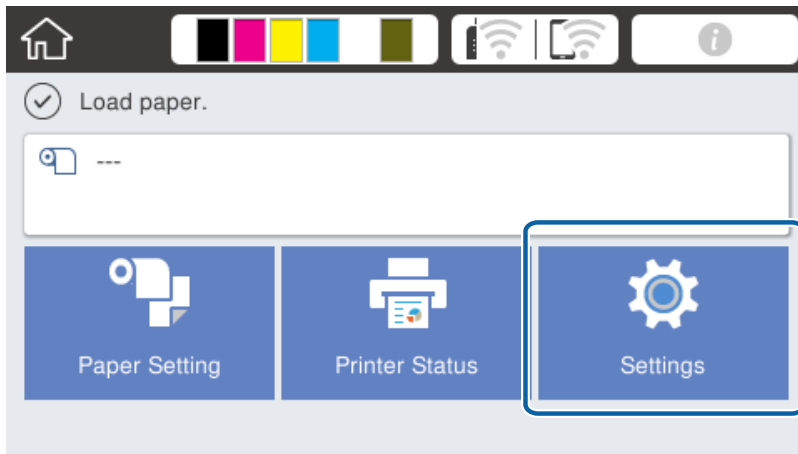 Load paper.
---
Paper Setting
Printer Status
Settings